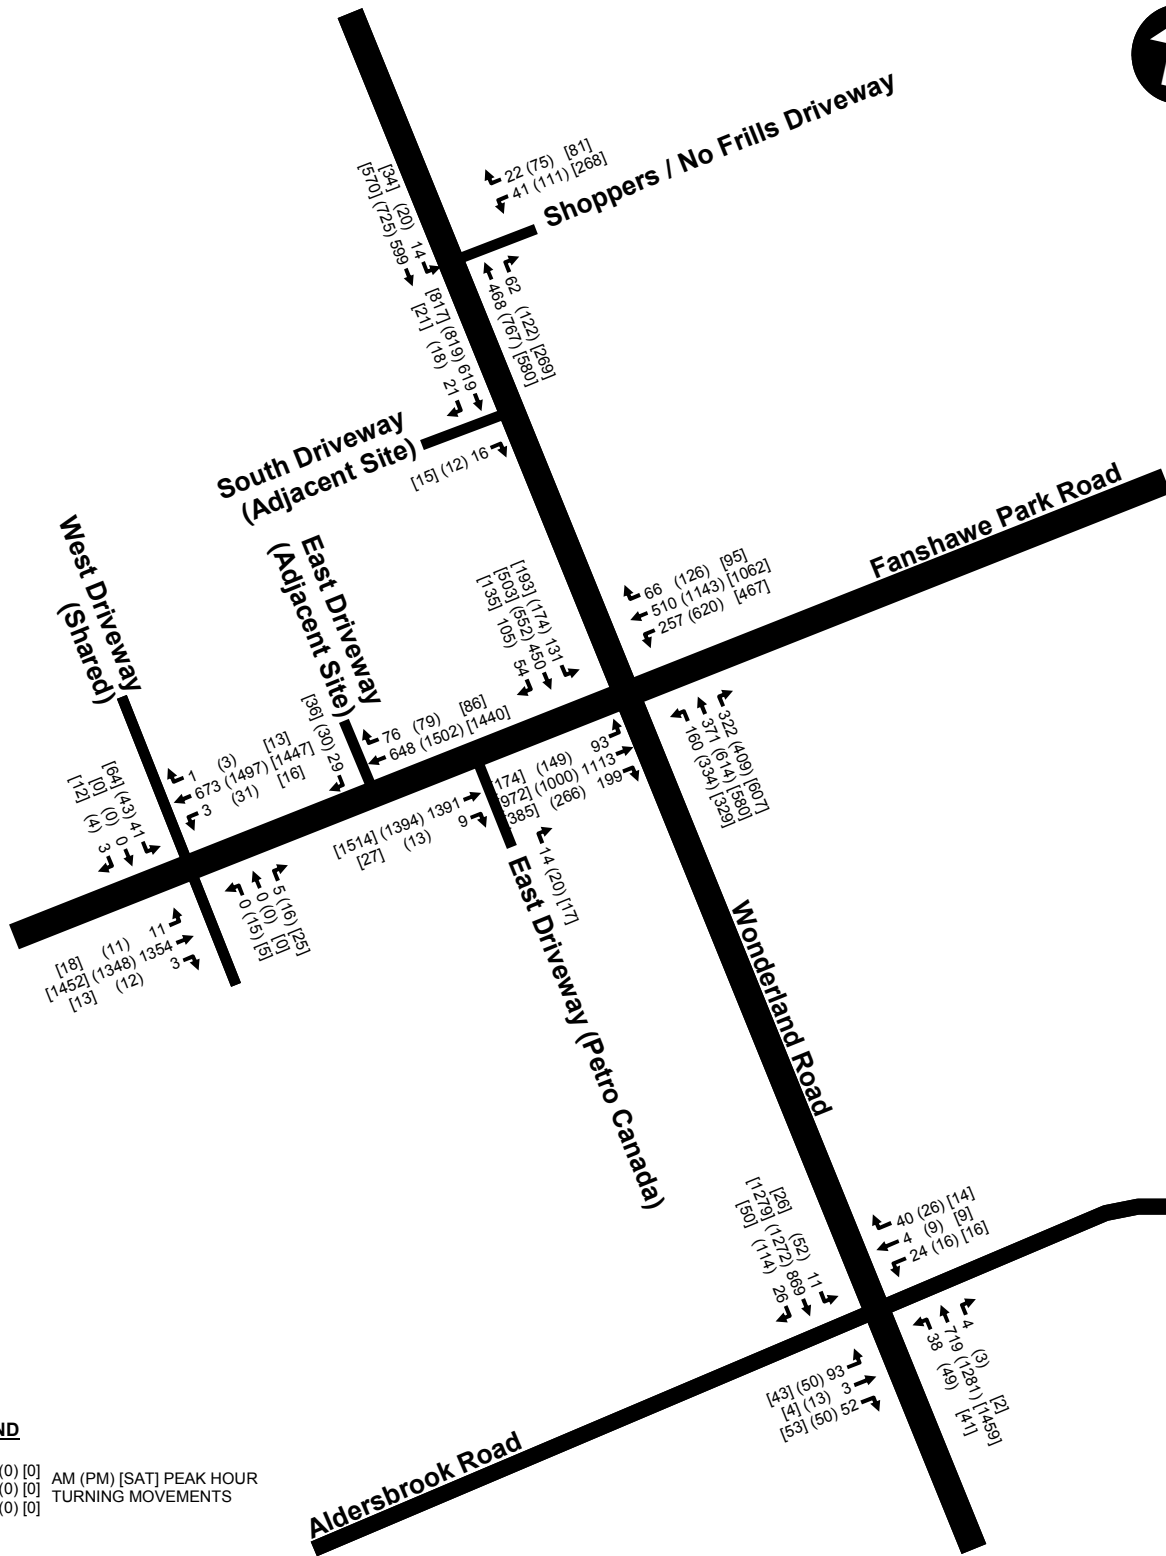 22 (75) [81]
41 (111) [268]
Shoppers / No Frills Driveway
[34] (20) 14
[570] (725) 599
62 (122) [269]
468 (767) [580]
[817] (819) 619
[21] (18) 21
South Driveway
(Adjacent Site)
[15] (12) 16
West Driveway
(Shared)
East Driveway
(Adjacent Site)
Fanshawe Park Road
66 (126) [95]
510 (1143) [1062]
257 (620) [467]
[193] (174) 131
[503] (552) 450
[135] 105) 54
[36] (30) 29
76 (79) [86]
648 (1502) [1440]
1 (3) [13]
673 (1497) [1447]
3 (31) [16]
[64] (43) 41
[0] (0) 0
[12] (4) 3
322 (409) [607]
371 (614) [580]
160 (334) [329]
[174] (149) 93
[972] (1000) 1113
[385] (266) 199
[1514] (1394) 1391
[27] (13) 9
14 (20) [17]
East Driveway (Petro Canada)
5 (16) [25]
0 (0) [0]
0 (15) [5]
[18] (11) 11
[1452] (1348) 1354
[13] (12) 3
Wonderland Road
[26] (52) 11
[1279] (1272) 869
[50] (114) 26
40 (26) [14]
4 (9) [9]
24 (16) [16]
4 (3) [2]
719 (1281) [1459]
38 (49) [41]
[43] (50) 93
[4] (13) 3
[53] (50) 52
Aldersbrook Road
ND
(0) [0]
(0) [0]
(0) [0]
AM (PM) [SAT] PEAK HOUR
TURNING MOVEMENTS